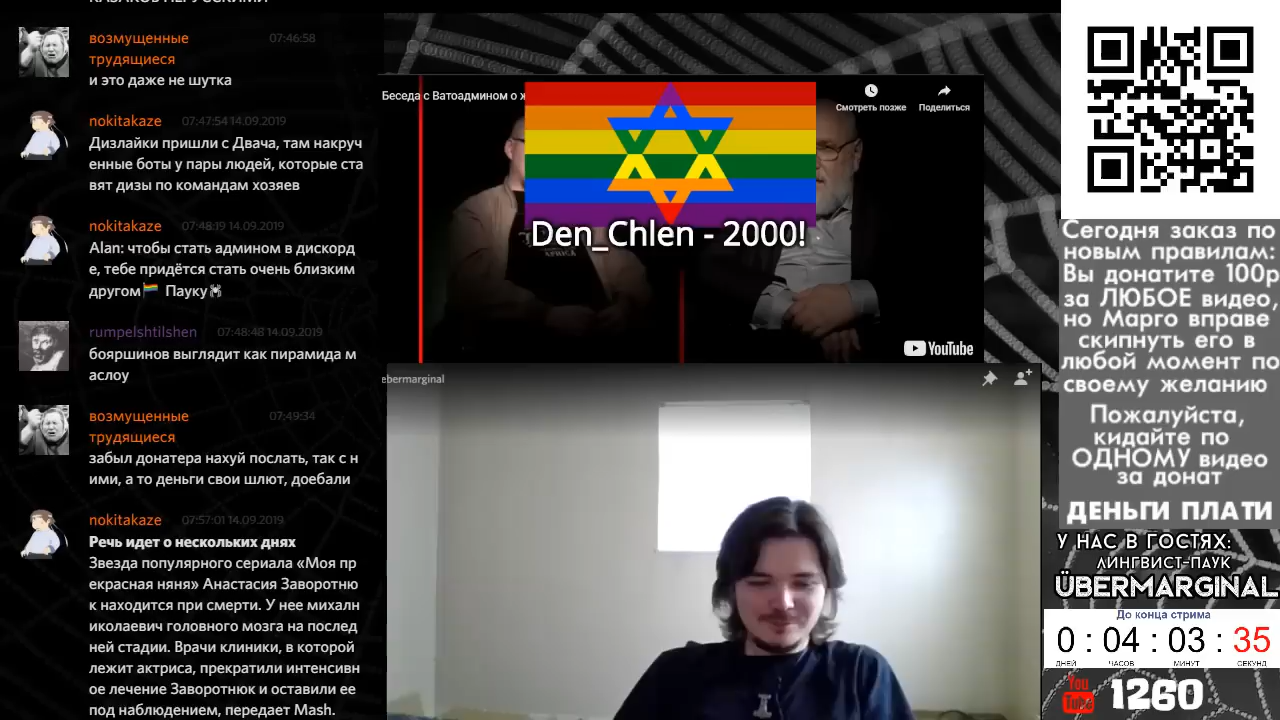 возмущенные 07:46:58
трудящиеся
и это даже не шутка
nokitakaze 07:47:54 14.09.2019
Дизлайки пришли с Двача, там накруч
енные боты у пары людей, которые ста
вят дизы по командам хозяев
nokitakaze 07:48:19 14.09.2019
Alan: чтобы стать админом в дискорд
е, тебе придётся стать очень близким
другом Пауку
rumpelshtilshen 07:48:48 14.09.2019
бояршинов выглядит как пирамида м
аслоу
возмущенные 07:49:34
трудящиеся
забыл донатера нахуй послать, так с н
ими, а то деньги свои шлют, доебали
nokitakaze 07:57:01 14.09.2019
Речь идет о нескольких днях
Звезда популярного сериала «Моя пр
екрасная няня» Анастасия Заворотню
к находится при смерти. У нее михалн
иколаевич головного мозга на послед
ней стадии. Врачи клиники, в которой
лежит актриса, прекратили интенсивн
ое лечение Заворотнюк и оставили ее
под наблюдением, передает Mash.
Беседа с Ватоадмином о
Смотреть позже
Поделиться
Den_Chlen - 2000!
YouTube
ebermarginal
Сегодня заказ по
новым правилам:
Вы донатите 100р
за ЛЮБОЕ видео,
но Марго вправе
скипнуть его в
любой момент по
своему желанию
Пожалуйста,
кидайте по
ОДНОМУ видео
за донат
ДЕНЬГИ ПЛАТИ
У НАС В ГОСТЯХ:
ЛИНГВИСТ-ПАУК
ÜBERMARGINAL
До конца стрима
0 : 04 : 03 : 35
ДНЕЙ ЧАСОВ МИНУТ СЕКУНД
You Tube 1260